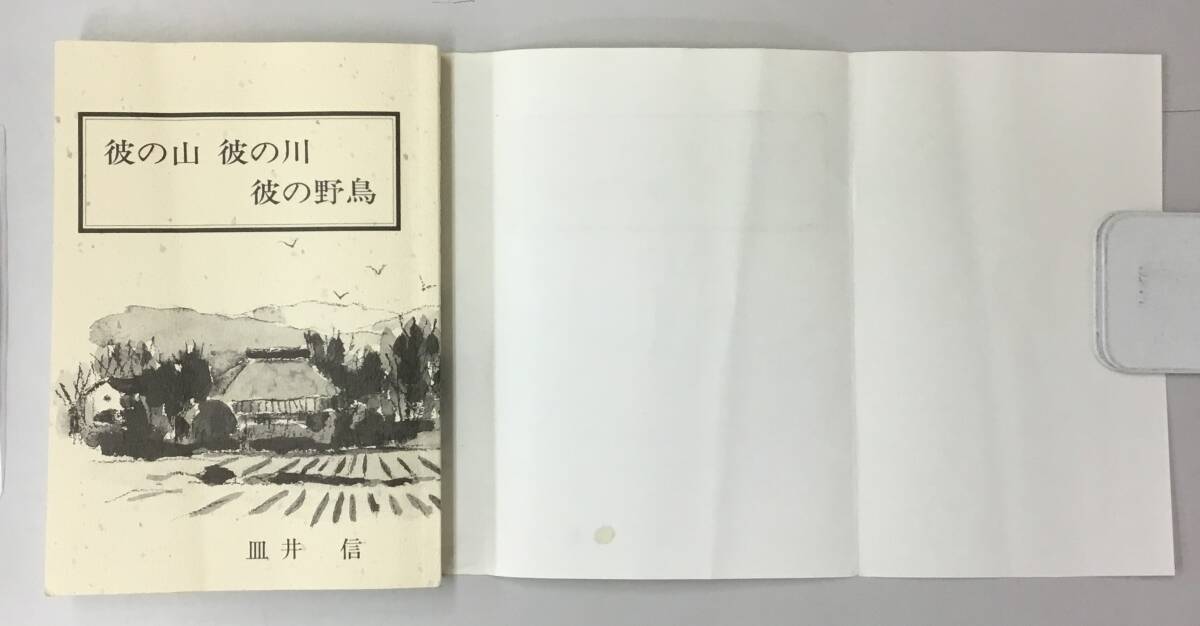 彼の山 彼の川
彼の野鳥
皿井 信